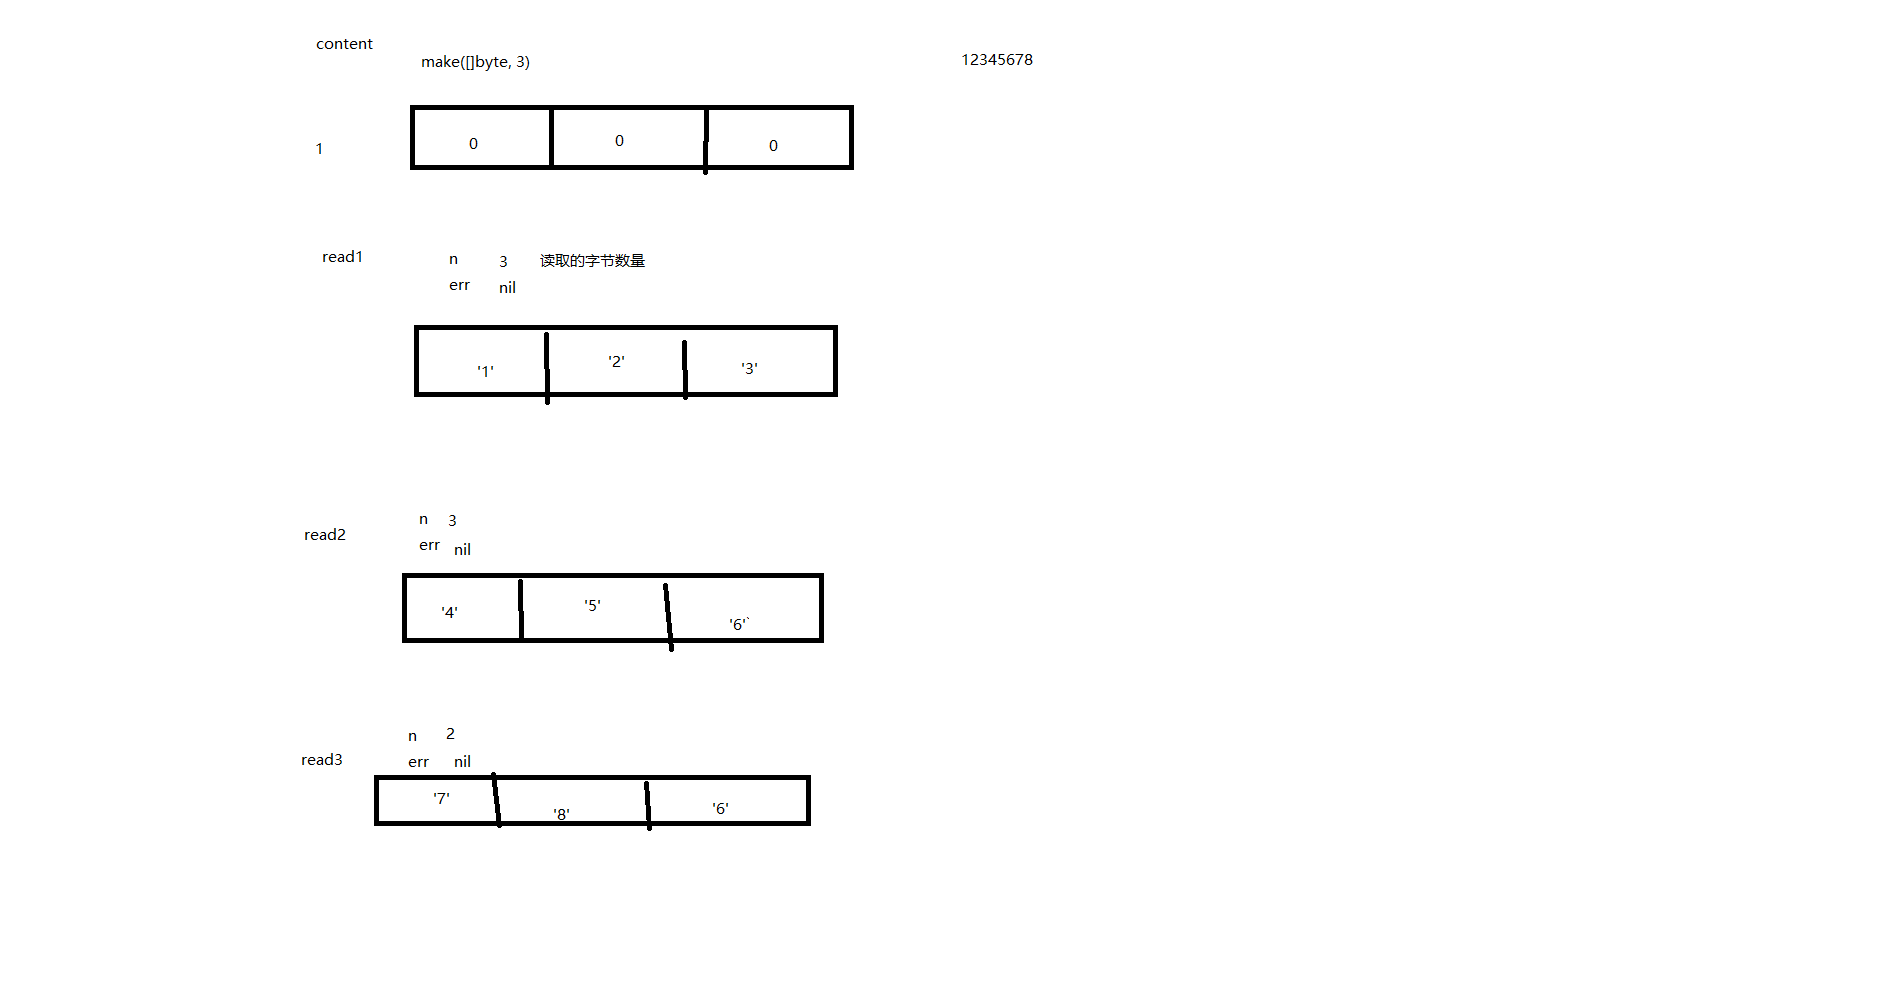 content
make([]byte, 3)
12345678
1
0
0
0
read1
n
3
读取的字节数量
err
nil
'1'
'2'
'3'
read2
n
3
err
nil
'4'
'5'
'6'`
read3
n
2
err
nil
'7'
'8'
'6'